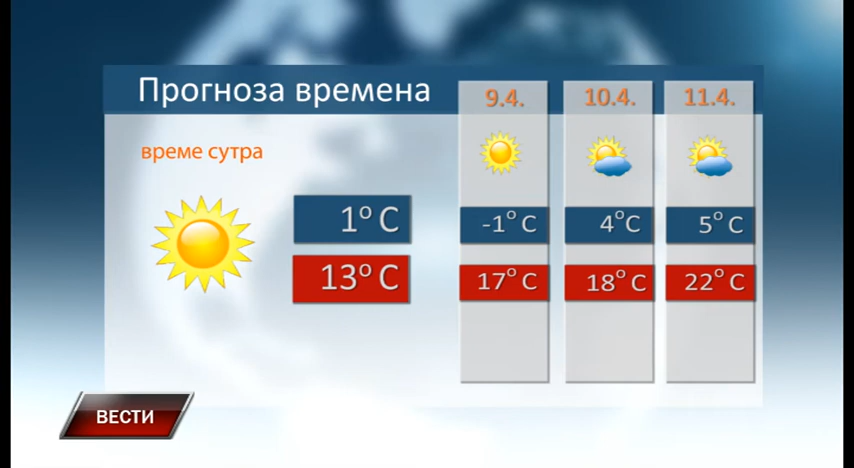 Прогноза времена
време сутра
1° C
13° C
9.4.
-1° C
17° C
10.4.
4°C
18° C
11.4.
5° C
22° C
ВЕСТИ